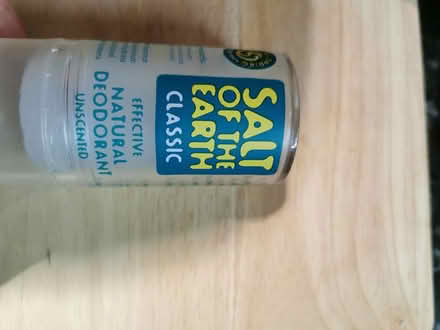 SALT
OF THE
EARTH
CLASSIC
EFFECTIVE
NATURAL
DEODORANT
UNSCENTED